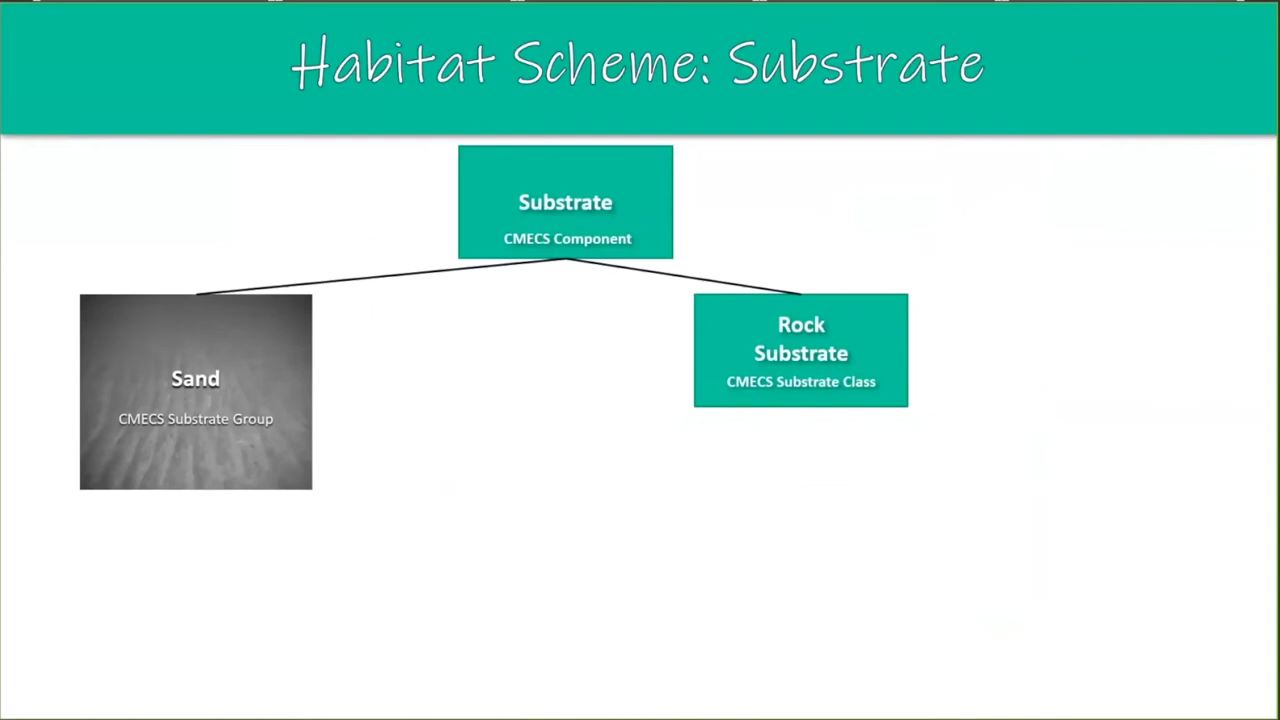 Habitat Scheme: Substrate
Substrate
CMECS Component
Sand
CMECS Substrate Group
Rock
Substrate
CMECS Substrate Class